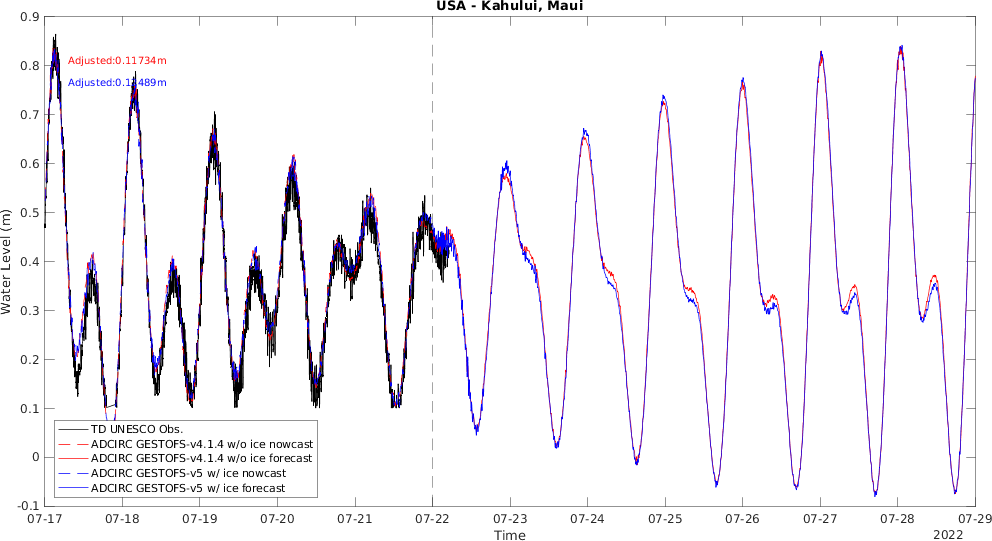 USA - Kahului, Maui
0.9
0.8
0.7
0.6
0.5
0.4
0.3
0.2
0.1
0
-0.1
Water Level (m)
Adjusted:0.11734m
TD UNESCO Obs.
ADCIRC GESTOFS-v4.1.4 w/o ice nowcast
ADCIRC GESTOFS-v4.1.4 w/o ice forecast
ADCIRC GESTOFS-v5 w/ ice nowcast
ADCIRC GESTOFS-v5 w/ ice forecast
07-17 07-18 07-19 07-20 07-21 07-22 07-23 07-24 07-25 07-26 07-27 07-28 07-29
Time
2022